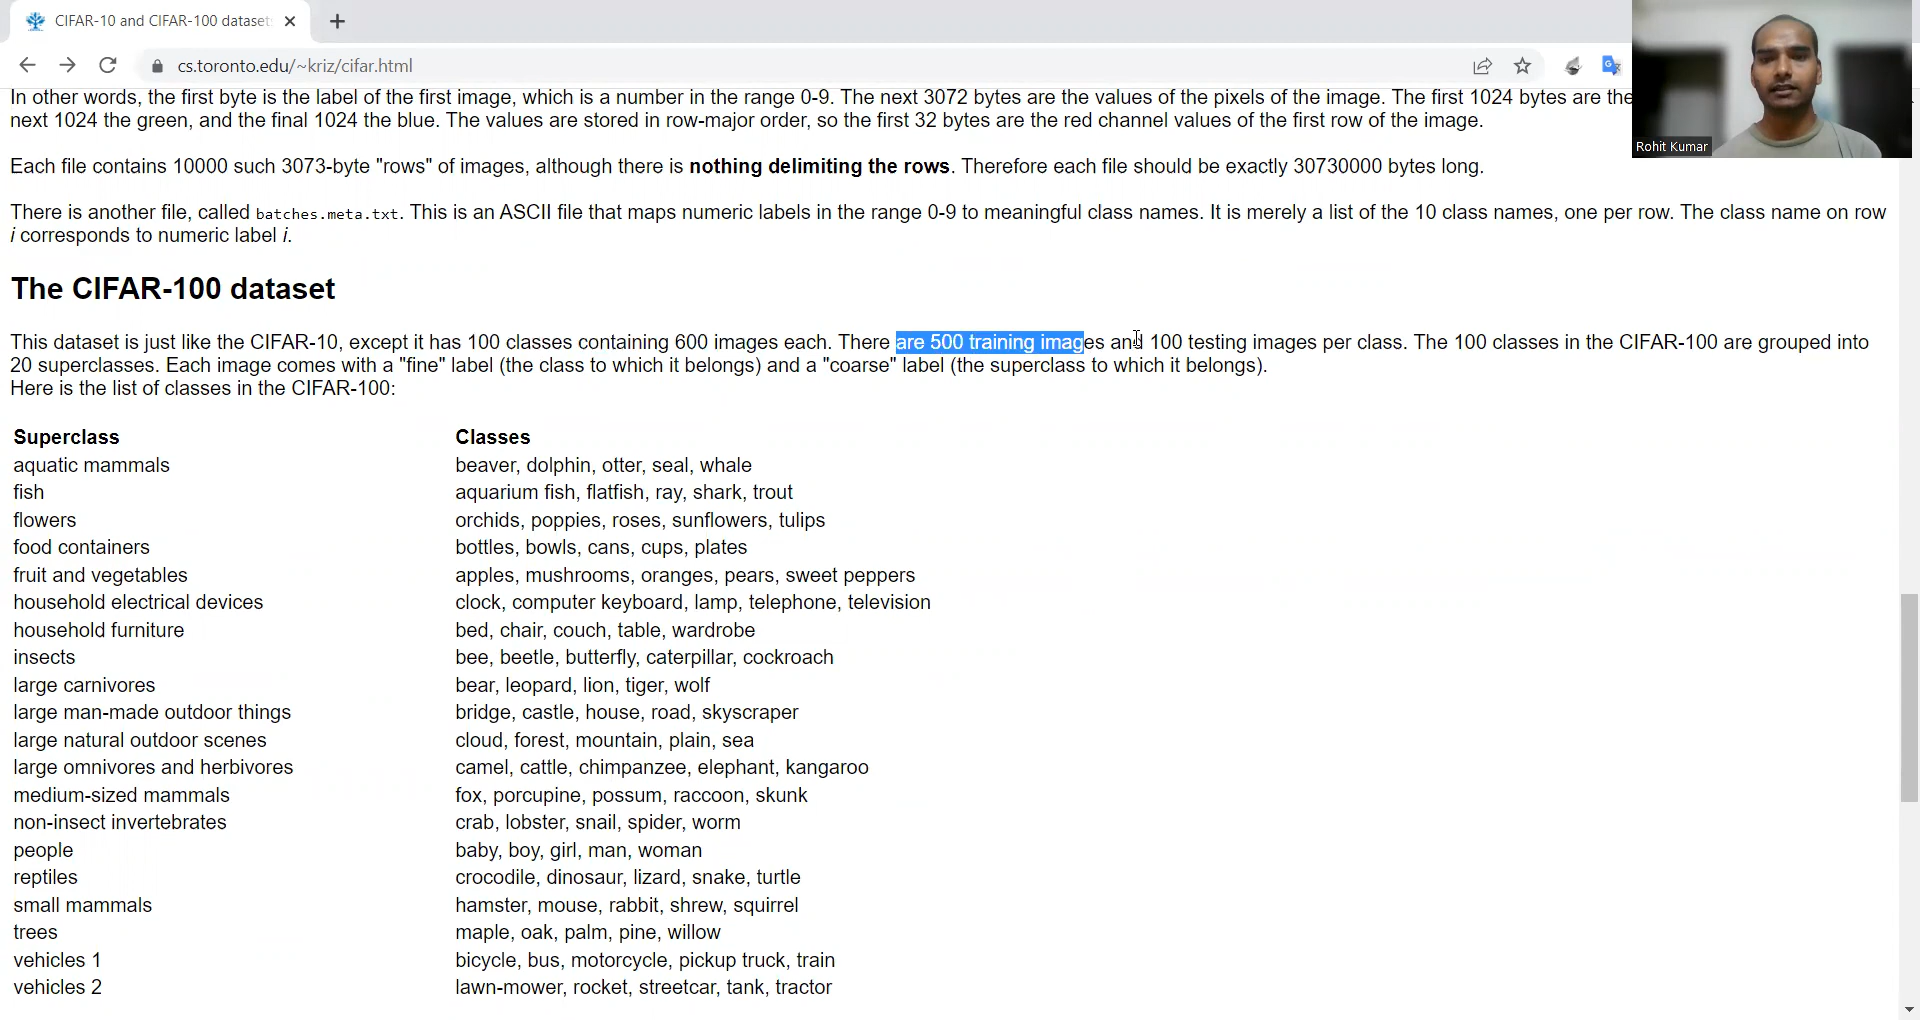 CIFAR-10 and CIFAR-100 dataset
cs.toronto.edu/~kriz/cifar.html
In other words, the first byte is the label of the first image, which is a number in the range 0-9. The next 3072 bytes are the values of the pixels of the image. The first 1024 bytes are the
next 1024 the green, and the final 1024 the blue. The values are stored in row-major order, so the first 32 bytes are the red channel values of the first row of the image.
Rohit Kumar
Each file contains 10000 such 3073-byte "rows" of images, although there is nothing delimiting the rows. Therefore each file should be exactly 30730000 bytes long.
There is another file, called batches.meta.txt. This is an ASCII file that maps numeric labels in the range 0-9 to meaningful class names. It is merely a list of the 10 class names, one per row. The class name on row
i corresponds to numeric label i.
The CIFAR-100 dataset
This dataset is just like the CIFAR-10, except it has 100 classes containing 600 images each. There are 500 training images and 100 testing images per class. The 100 classes in the CIFAR-100 are grouped into
20 superclasses. Each image comes with a "fine" label (the class to which it belongs) and a "coarse" label (the superclass to which it belongs).
Here is the list of classes in the CIFAR-100:
Superclass Classes
aquatic mammals beaver, dolphin, otter, seal, whale
fish aquarium fish, flatfish, ray, shark, trout
flowers orchids, poppies, roses, sunflowers, tulips
food containers bottles, bowls, cans, cups, plates
fruit and vegetables apples, mushrooms, oranges, pears, sweet peppers
household electrical devices clock, computer keyboard, lamp, telephone, television
household furniture bed, chair, couch, table, wardrobe
insects bee, beetle, butterfly, caterpillar, cockroach
large carnivores bear, leopard, lion, tiger, wolf
large man-made outdoor things bridge, castle, house, road, skyscraper
large natural outdoor scenes cloud, forest, mountain, plain, sea
large omnivores and herbivores camel, cattle, chimpanzee, elephant, kangaroo
medium-sized mammals fox, porcupine, possum, raccoon, skunk
non-insect invertebrates crab, lobster, snail, spider, worm
people baby, boy, girl, man, woman
reptiles crocodile, dinosaur, lizard, snake, turtle
small mammals hamster, mouse, rabbit, shrew, squirrel
trees maple, oak, palm, pine, willow
vehicles 1 bicycle, bus, motorcycle, pickup truck, train
vehicles 2 lawn-mower, rocket, streetcar, tank, tractor